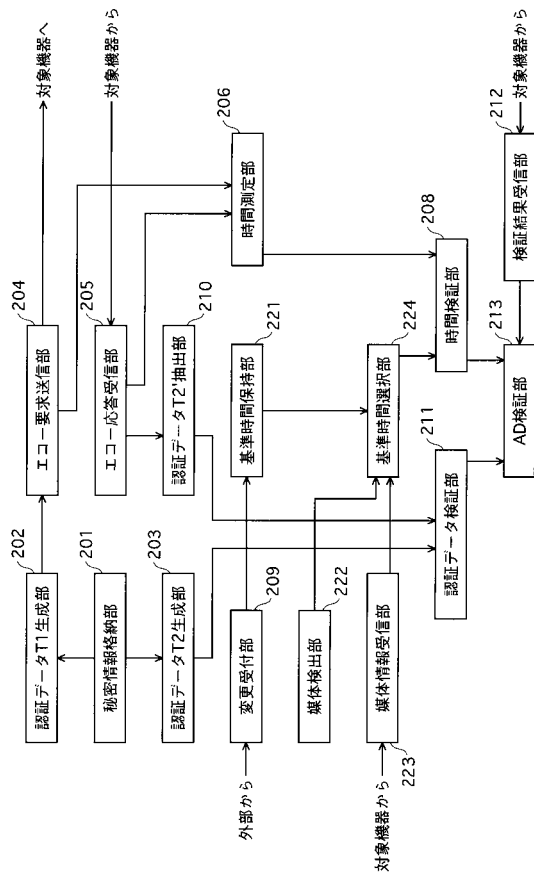 202
認証データT1生成部
204
エコー要求送信部
対象機器へ
201
秘密情報格納部
205
エコー応答受信部
対象機器から
203
認証データT2生成部
210
認証データT2'抽出部
206
時間測定部
外部から
209
変更受付部
221
基準時間保持部
222
媒体検出部
対象機器から
223
媒体情報受信部
224
基準時間選択部
208
時間検証部
211
認証データ検証部
213
AD検証部
212
検証結果受信部
対象機器から